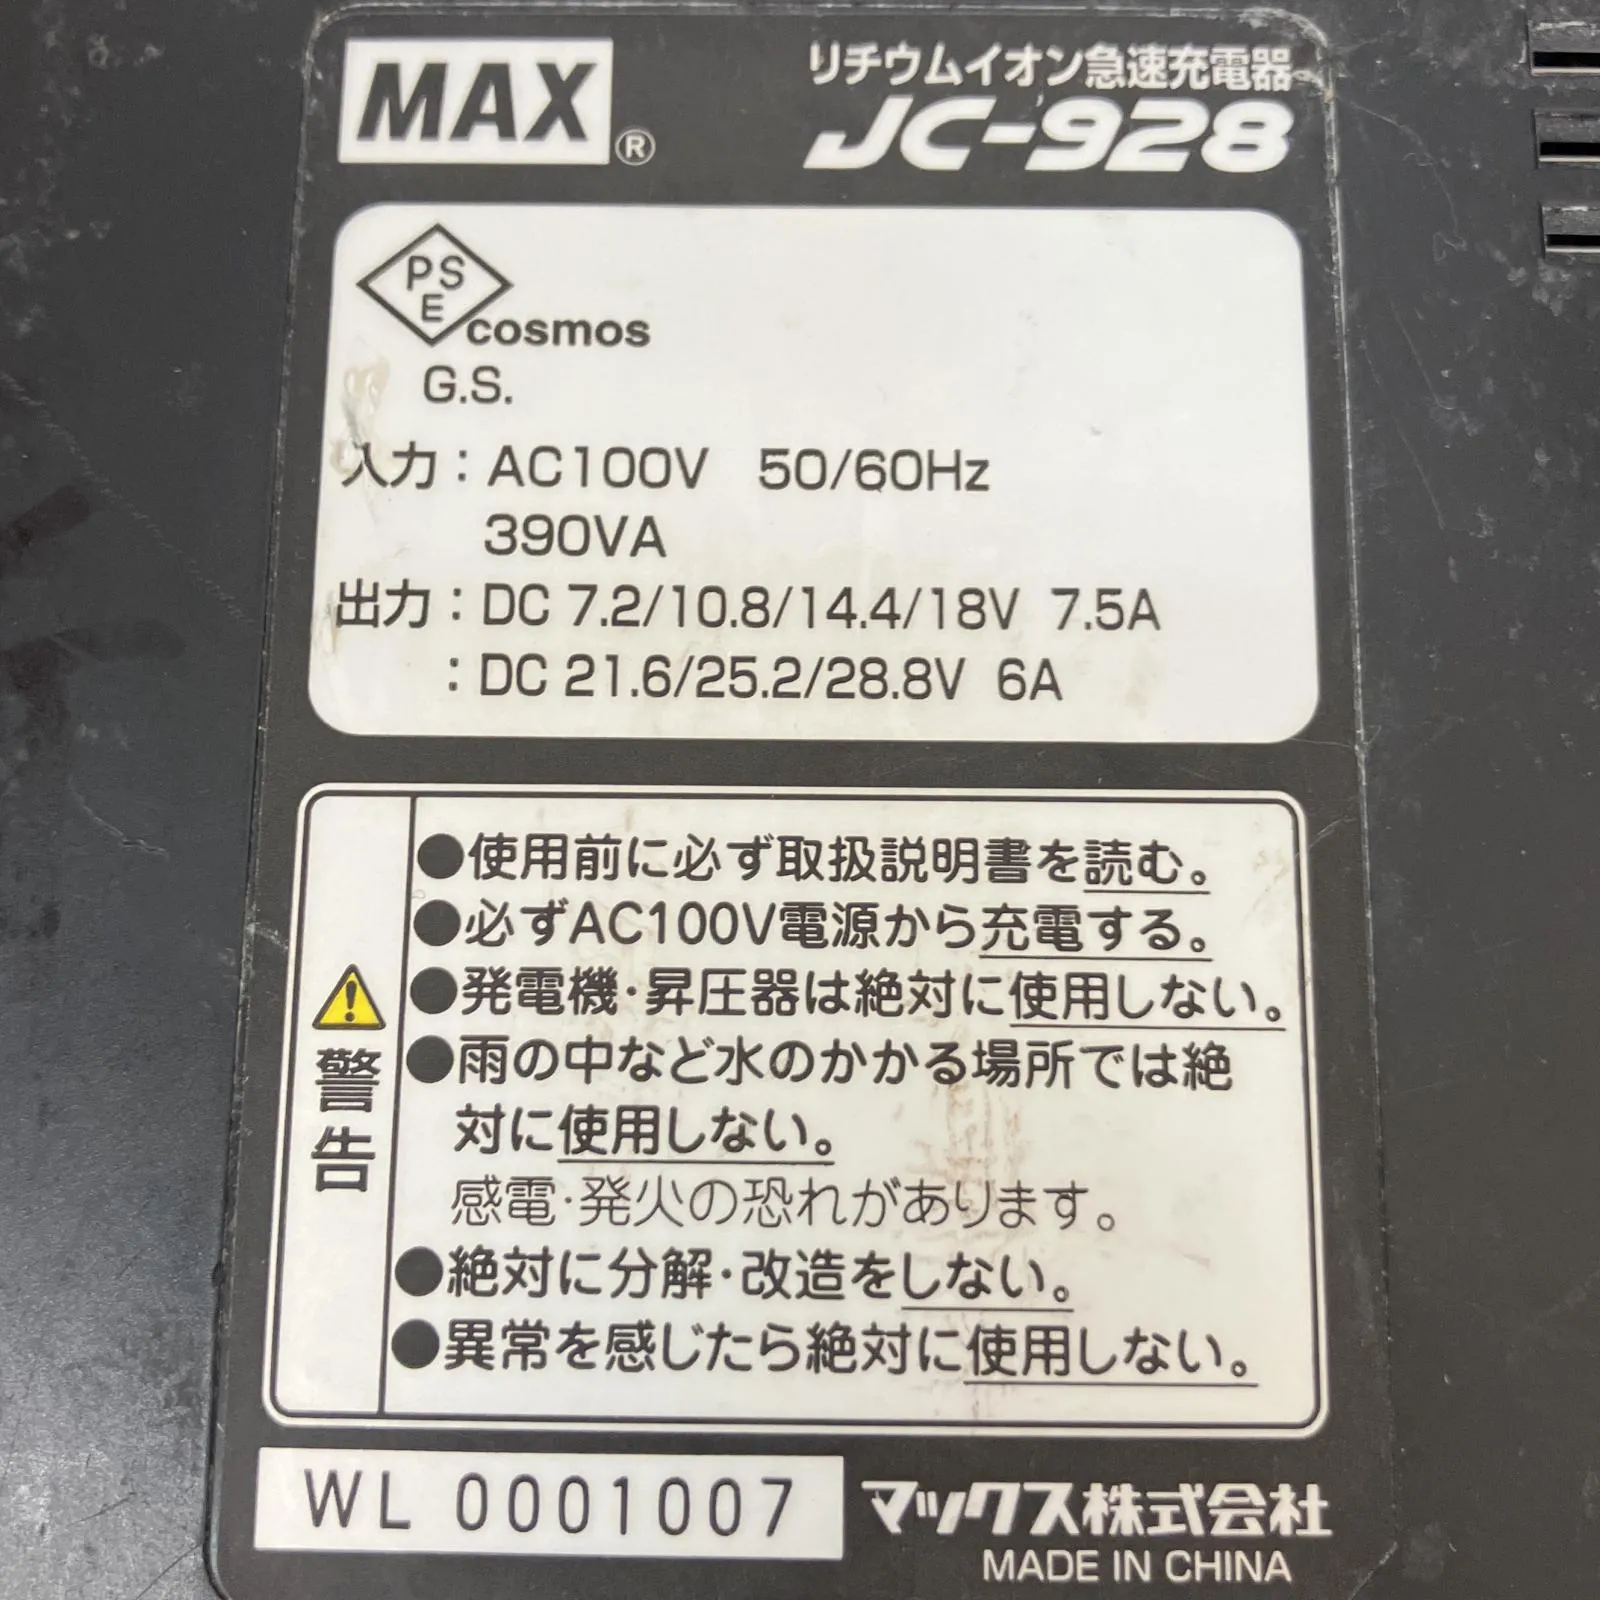 MAX®
リチウムイオン急速充電器
JC-928
PSE
cosmos
G.S.
入力：AC100V 50/60Hz
390VA
出力：DC 7.2/10.8/14.4/18V 7.5A
：DC 21.6/25.2/28.8V 6A
警告
●使用前に必ず取扱説明書を読む。
●必ずAC100V電源から充電する。
●発電機・昇圧器は絶対に使用しない。
●雨の中など水のかかる場所では絶
対に使用しない。
感電・発火の恐れがあります。
●絶対に分解・改造をしない。
●異常を感じたら絶対に使用しない。
WL 0001007
マックス株式会社
MADE IN CHINA